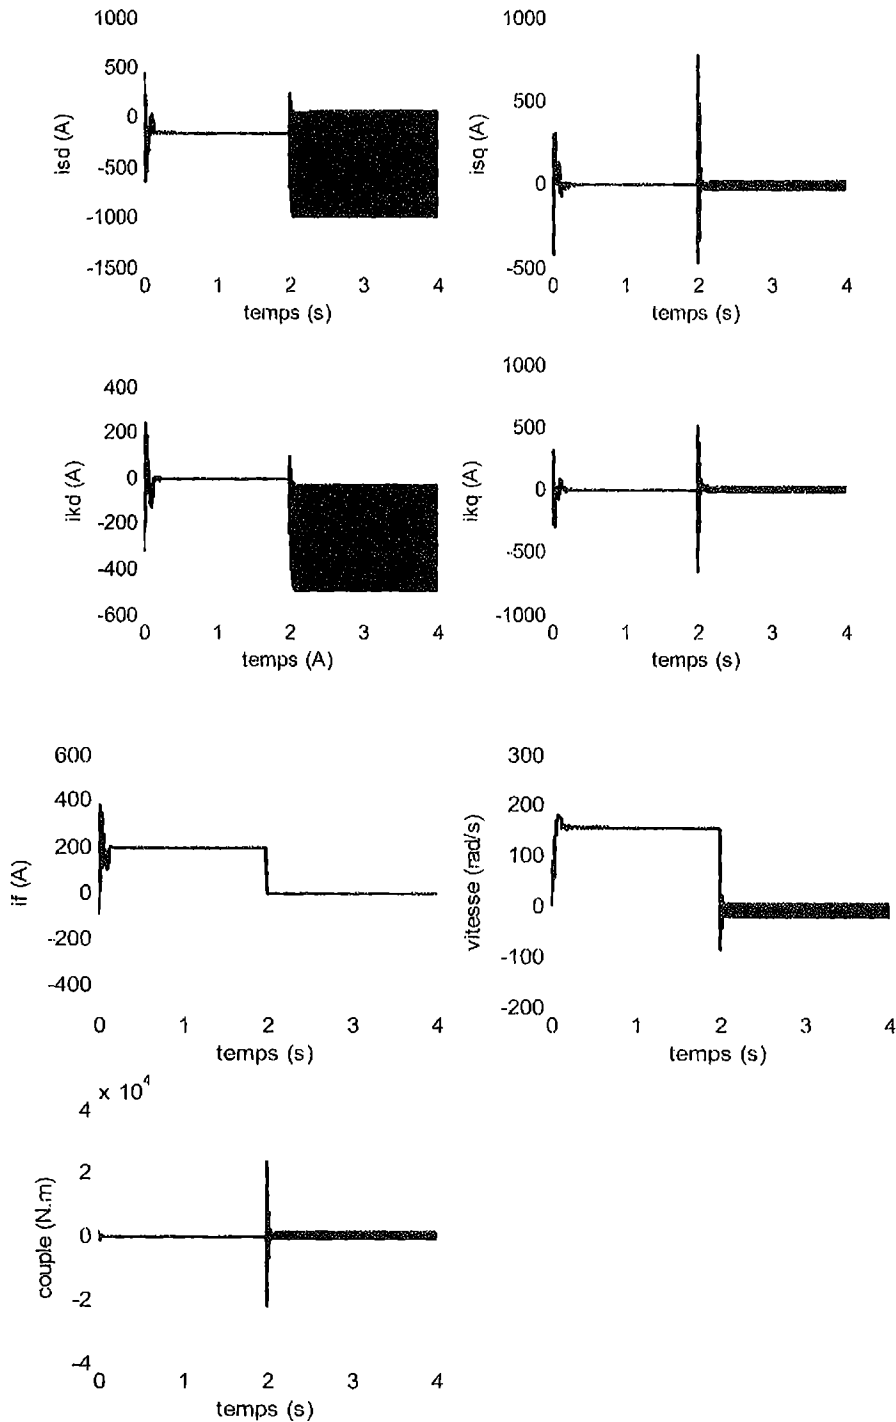 1000
500
0
-500
-1000
-1500
isd (A)
0 1 2 3 4
temps (s)
1000
500
0
-500
isq (A)
0 1 2 3 4
temps (s)
400
200
0
-200
-400
-600
ikd (A)
0 1 2 3 4
temps (A)
1000
500
0
-500
-1000
ikq (A)
0 1 2 3 4
temps (s)
600
400
200
0
-200
-400
if (A)
0 1 2 3 4
temps (s)
300
200
100
0
-100
-200
vitesse (rad/s)
0 1 2 3 4
temps (s)
x 10^4
4
2
0
-2
-4
couple (N.m)
0 1 2 3 4
temps (s)